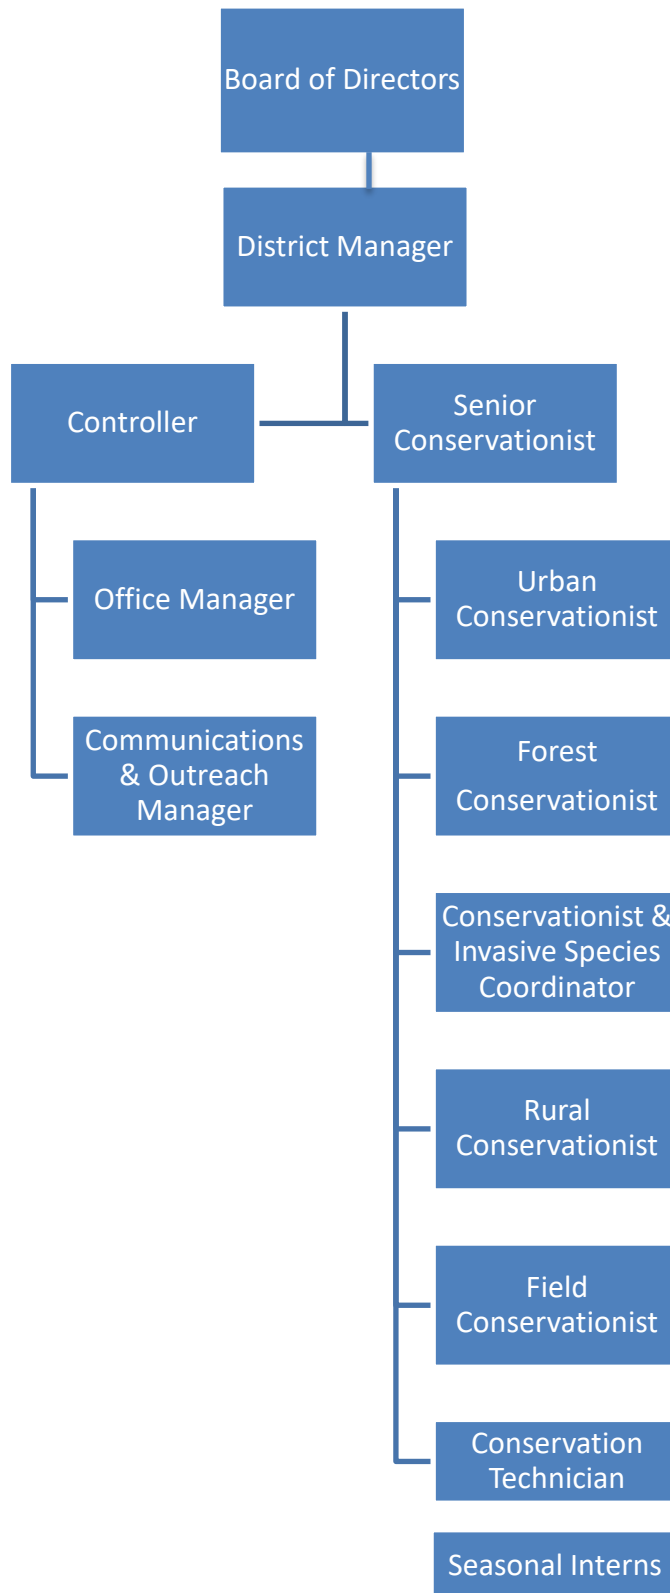 Board of Directors
District Manager
Controller
Senior
Conservationist
Office Manager
Communications
& Outreach
Manager
Urban
Conservationist
Forest
Conservationist
Conservationist &
Invasive Species
Coordinator
Rural
Conservationist
Field
Conservationist
Conservation
Technician
Seasonal Interns